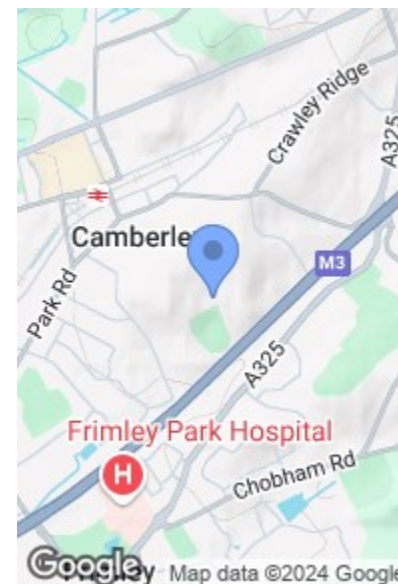 Crawley Ridge
A325
Camberle
M3
Park Rd
A325
Frimley Park Hospital
H
Chobham Rd
Google
Map data ©2024 Google